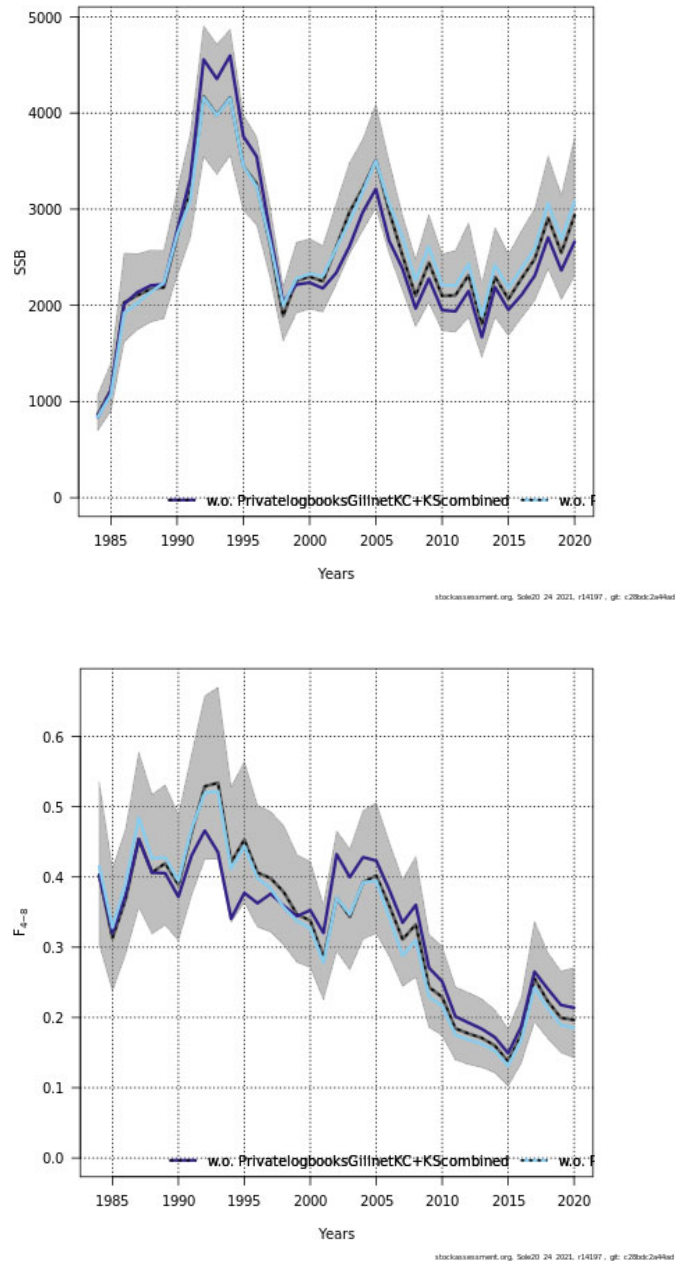 5000
4000
3000
SSB
2000
1000
0
w.o. PrivatelogbooksGillnetKC+KScombined w.o.
1985 1990 1995 2000 2005 2010 2015 2020
Years
stockassessment.org, Sole20_24_2021, r14197 , git: c28bdc2a44ad
0.6
0.5
0.4
F4−8
0.3
0.2
0.1
0.0
w.o. PrivatelogbooksGillnetKC+KScombined w.o.
1985 1990 1995 2000 2005 2010 2015 2020
Years
stockassessment.org, Sole20_24_2021, r14197 , git: c28bdc2a44ad